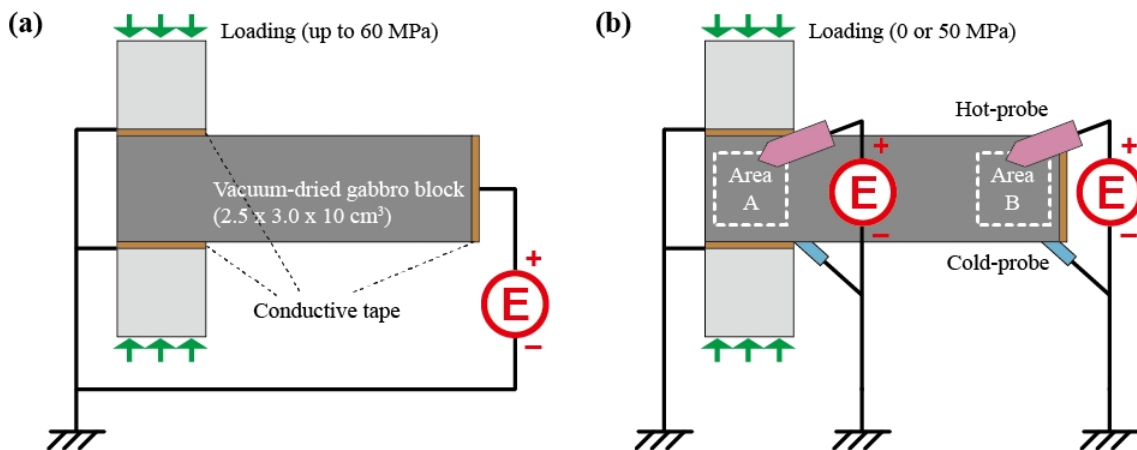 (a)
Loading (up to 60 MPa)
Vacuum-dried gabbro block
(2.5 x 3.0 x 10 cm³)
Conductive tape
+
E
−
(b)
Loading (0 or 50 MPa)
Hot-probe
Area
A
+
E
−
Area
B
+
E
−
Cold-probe